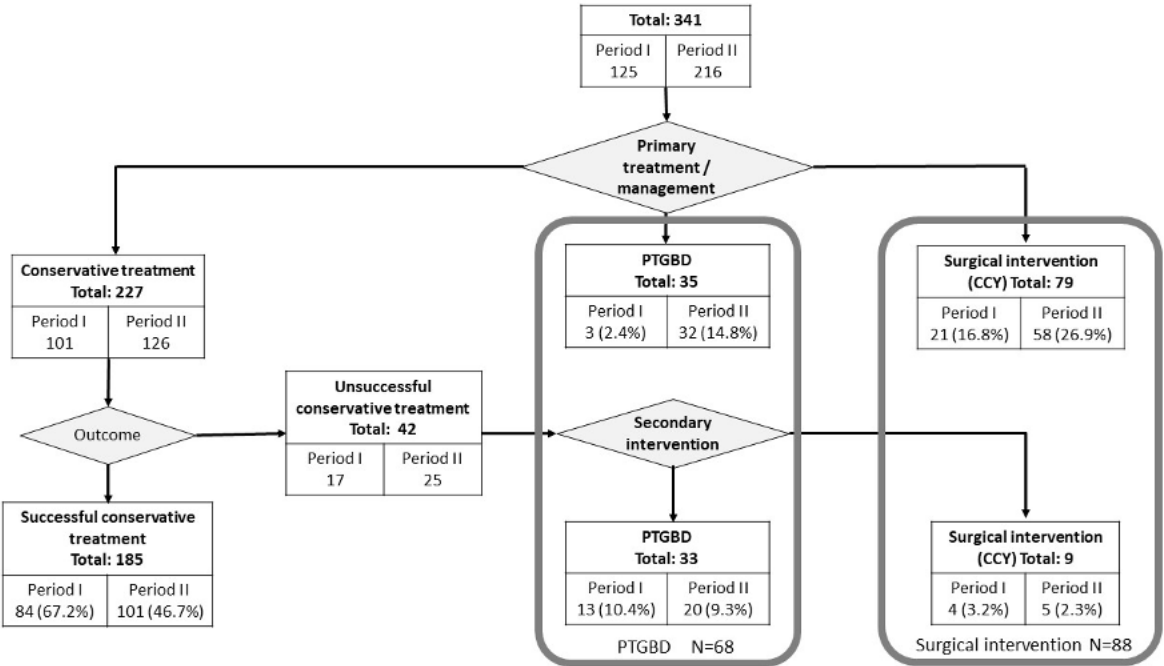 Total: 341
Period I Period II
125 216
Primary
treatment /
management
Conservative treatment
Total: 227
Period I Period II
101 126
PTGBD
Total: 35
Period I Period II
3 (2.4%) 32 (14.8%)
Surgical intervention
(CCY) Total: 79
Period I Period II
21 (16.8%) 58 (26.9%)
Outcome
Unsuccessful
conservative treatment
Total: 42
Period I Period II
17 25
Secondary
intervention
Successful conservative
treatment
Total: 185
Period I Period II
84 (67.2%) 101 (46.7%)
PTGBD
Total: 33
Period I Period II
13 (10.4%) 20 (9.3%)
PTGBD N=68
Surgical intervention
(CCY) Total: 9
Period I Period II
4 (3.2%) 5 (2.3%)
Surgical intervention N=88